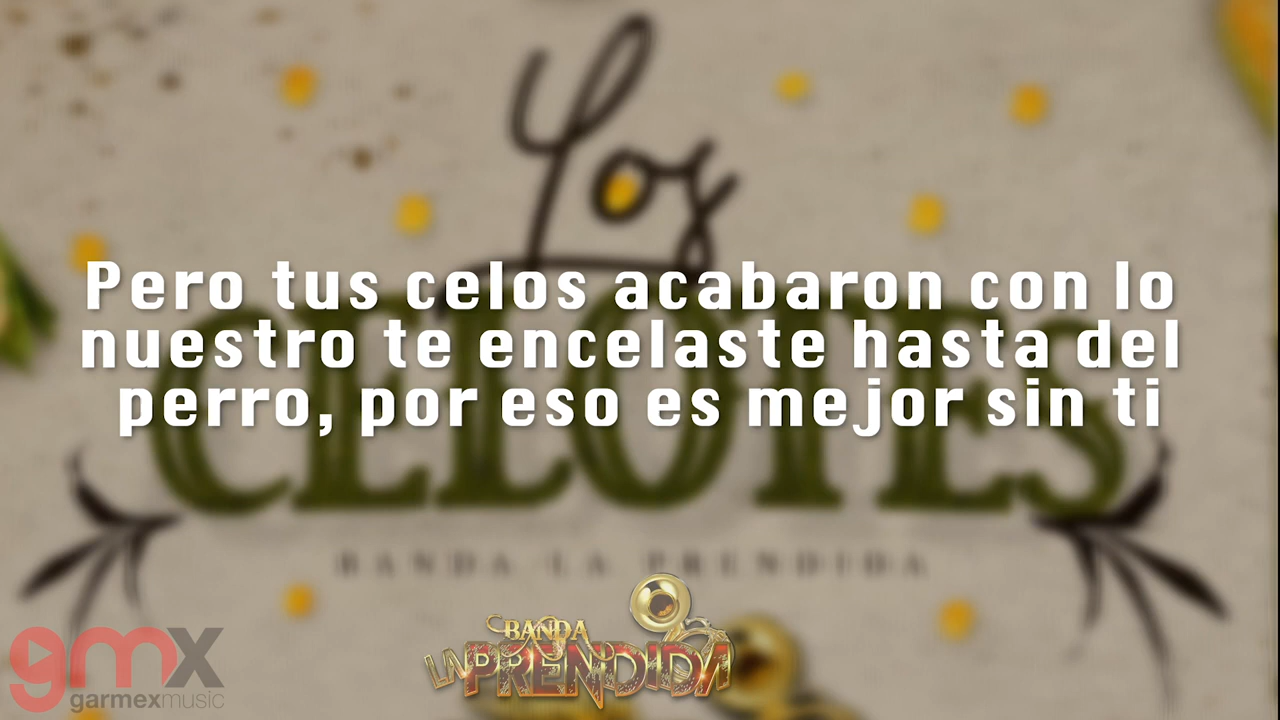 Los
CELOTES
Pero tus celos acabaron con lo
nuestro te encelaste hasta del
perro, por eso es mejor sin ti
BANDA LA PRENDIDA
BANDA
LA PRENDIDA
gmx
garmexmusic